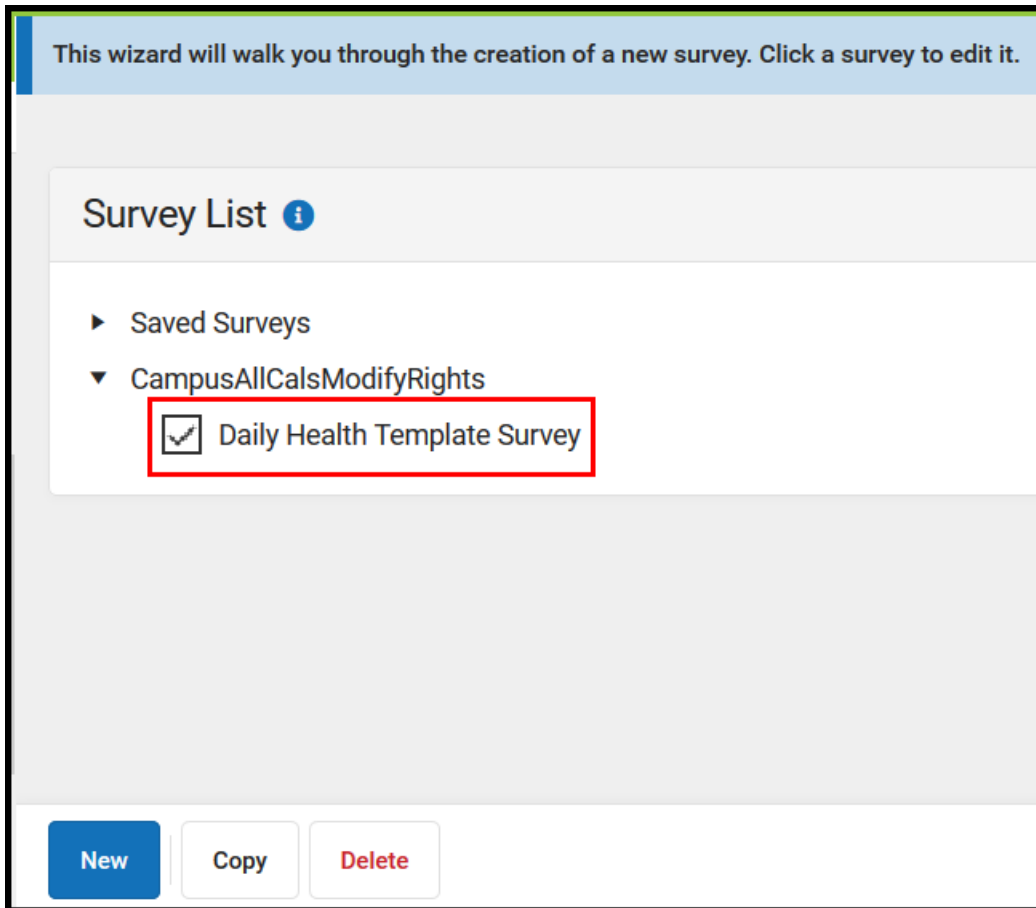 This wizard will walk you through the creation of a new survey. Click a survey to edit it.
Survey List
Saved Surveys
CampusAllCalsModifyRights
Daily Health Template Survey
New Copy Delete